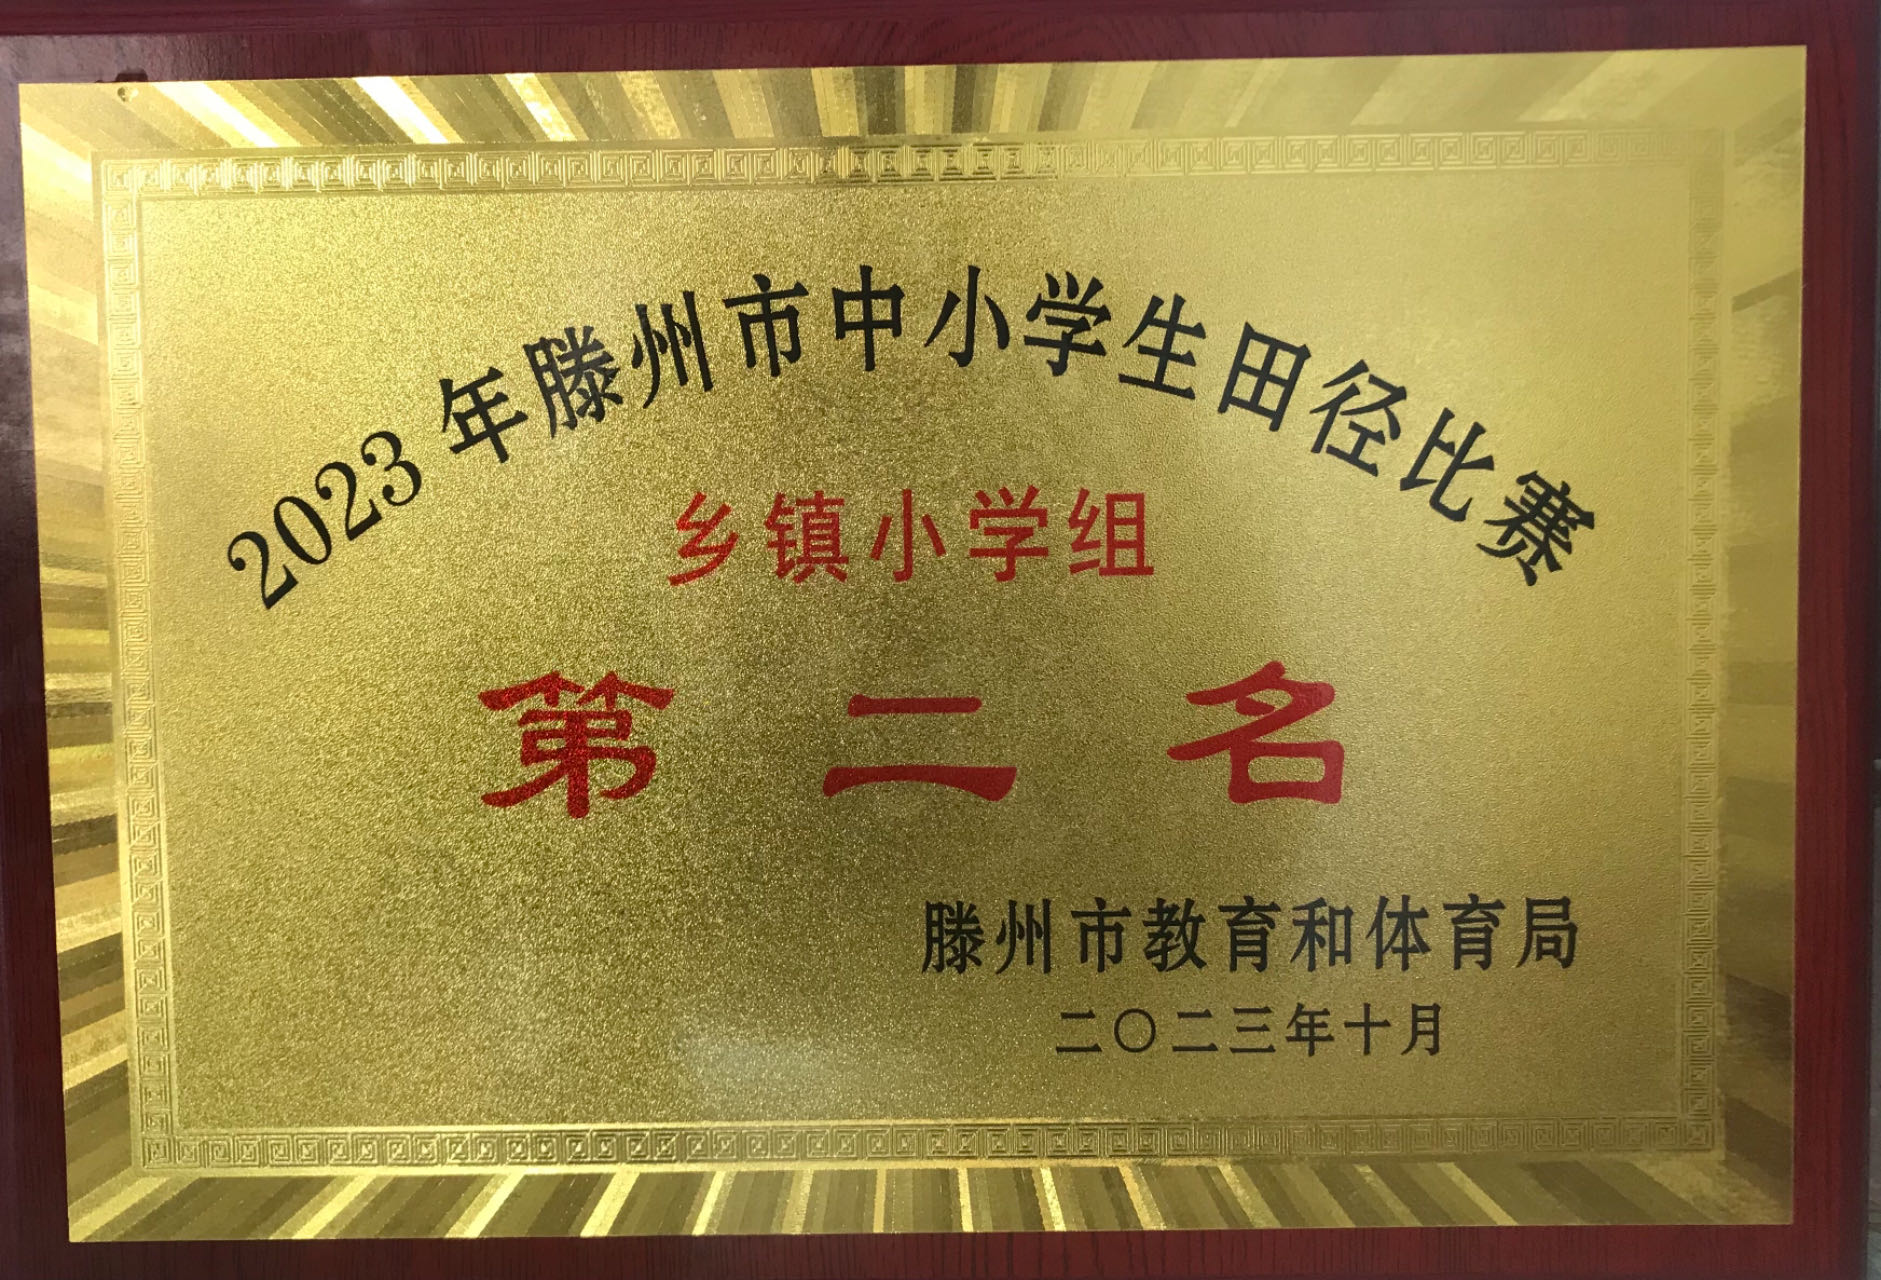 2023年滕州市中小学生田径比赛
乡镇小学组
第二名
滕州市教育和体育局
二〇二三年十月